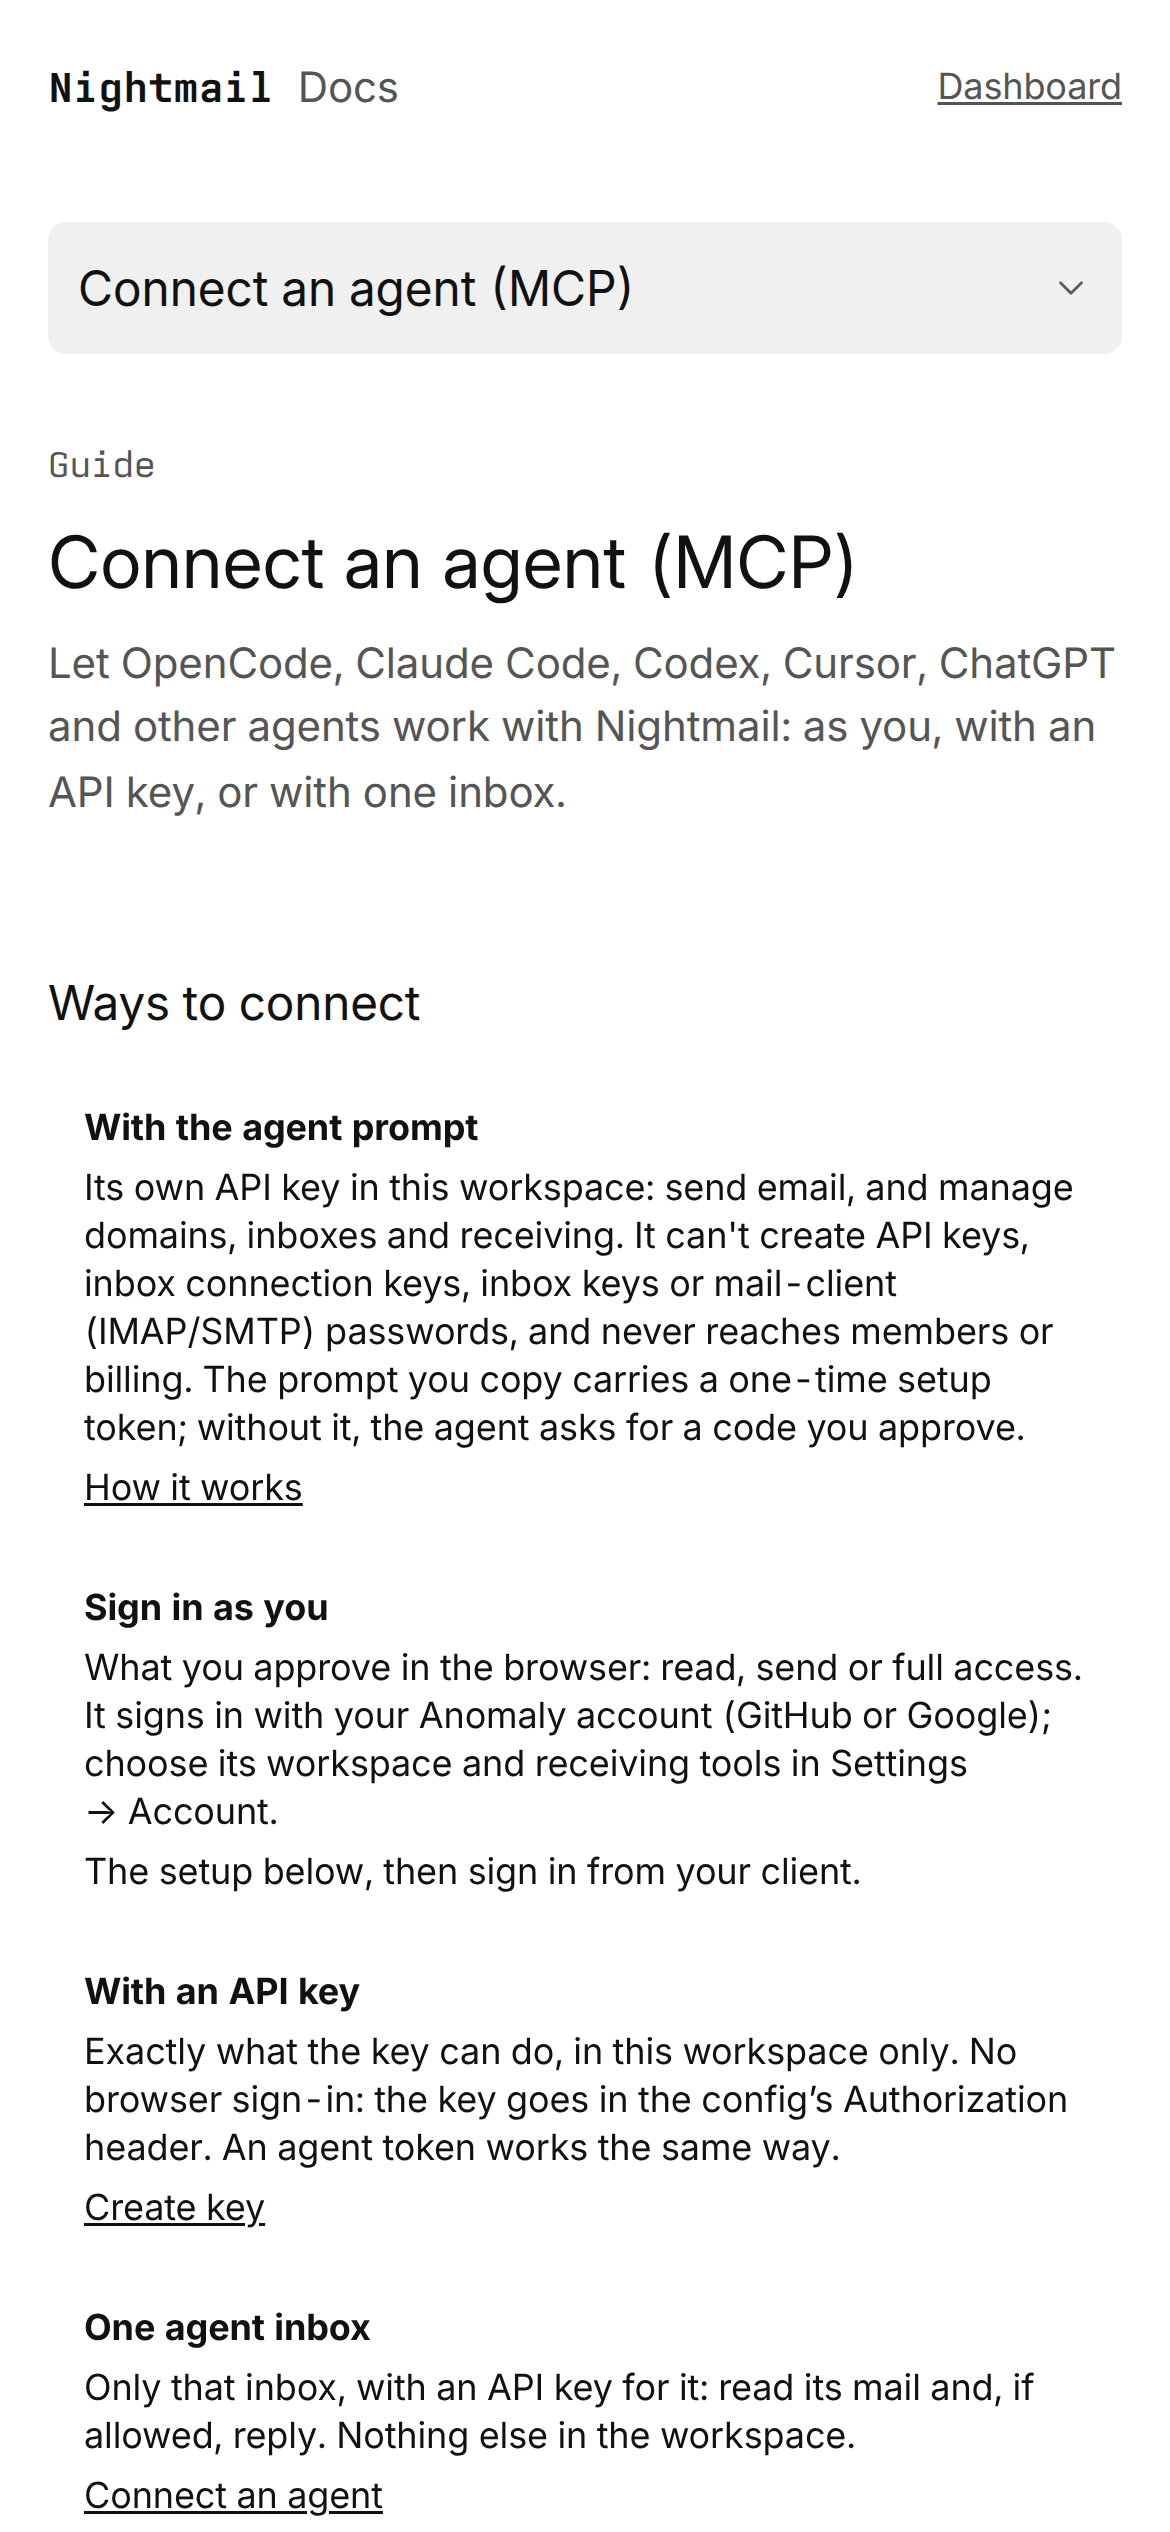 Nightmail Docs
Dashboard
Connect an agent (MCP)
Guide
Connect an agent (MCP)
Let OpenCode, Claude Code, Codex, Cursor, ChatGPT
and other agents work with Nightmail: as you, with an
API key, or with one inbox.
Ways to connect
With the agent prompt
Its own API key in this workspace: send email, and manage
domains, inboxes and receiving. It can't create API keys,
inbox connection keys, inbox keys or mail-client
(IMAP/SMTP) passwords, and never reaches members or
billing. The prompt you copy carries a one-time setup
token; without it, the agent asks for a code you approve.
How it works
Sign in as you
What you approve in the browser: read, send or full access.
It signs in with your Anomaly account (GitHub or Google);
choose its workspace and receiving tools in Settings
→ Account.
The setup below, then sign in from your client.
With an API key
Exactly what the key can do, in this workspace only. No
browser sign-in: the key goes in the config’s Authorization
header. An agent token works the same way.
Create key
One agent inbox
Only that inbox, with an API key for it: read its mail and, if
allowed, reply. Nothing else in the workspace.
Connect an agent